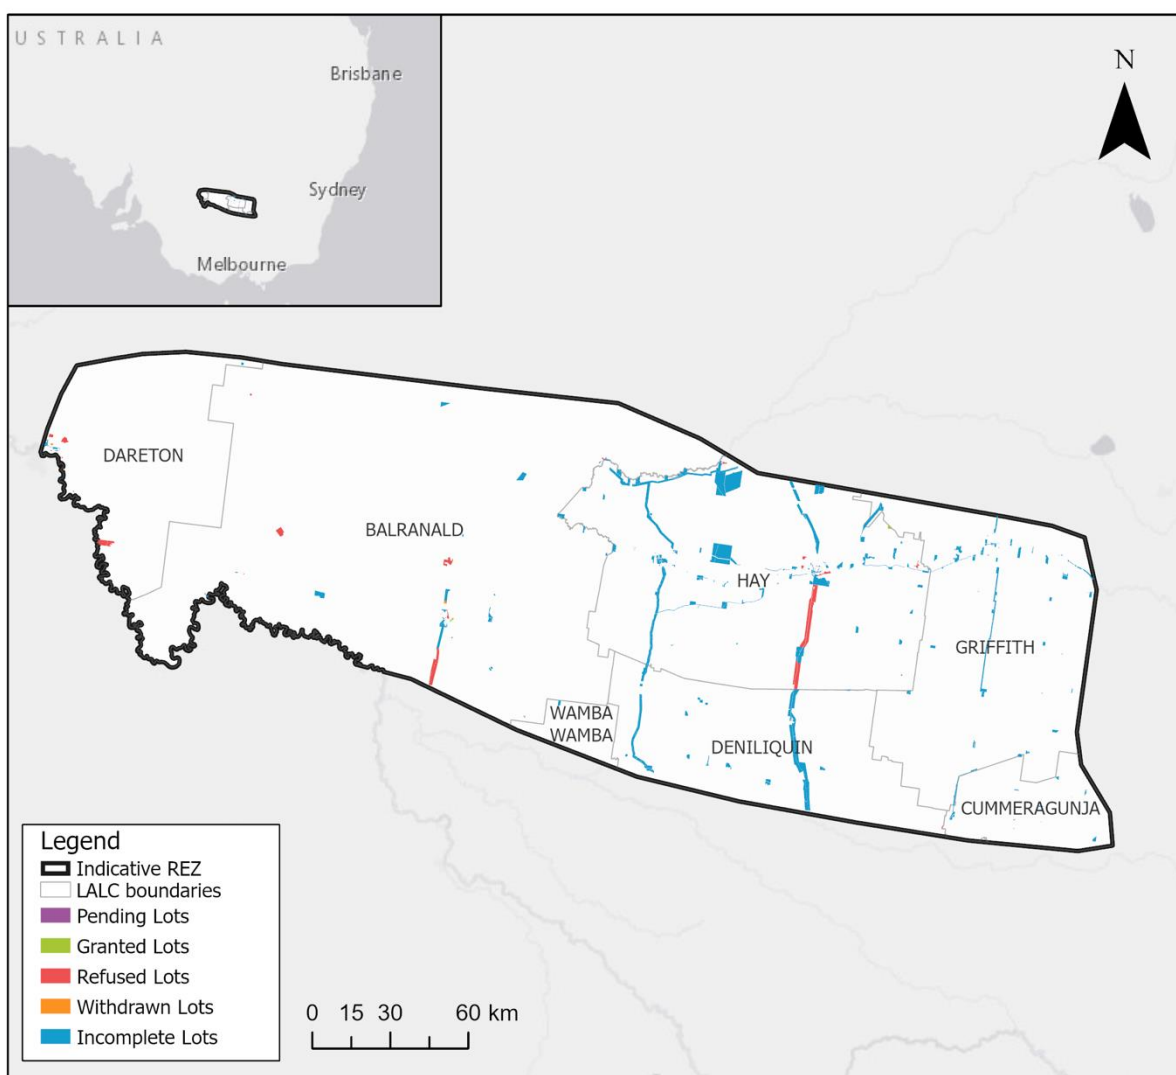 USTRALIA
Brisbane
Sydney
Melbourne
N
DARETON
BALRANALD
HAY
GRIFFITH
WAMBA
WAMBA
DENILIQUIN
CUMMERAGUNJA
Legend
Indicative REZ
LALC boundaries
Pending Lots
Granted Lots
Refused Lots
Withdrawn Lots
Incomplete Lots
0 15 30 60 km